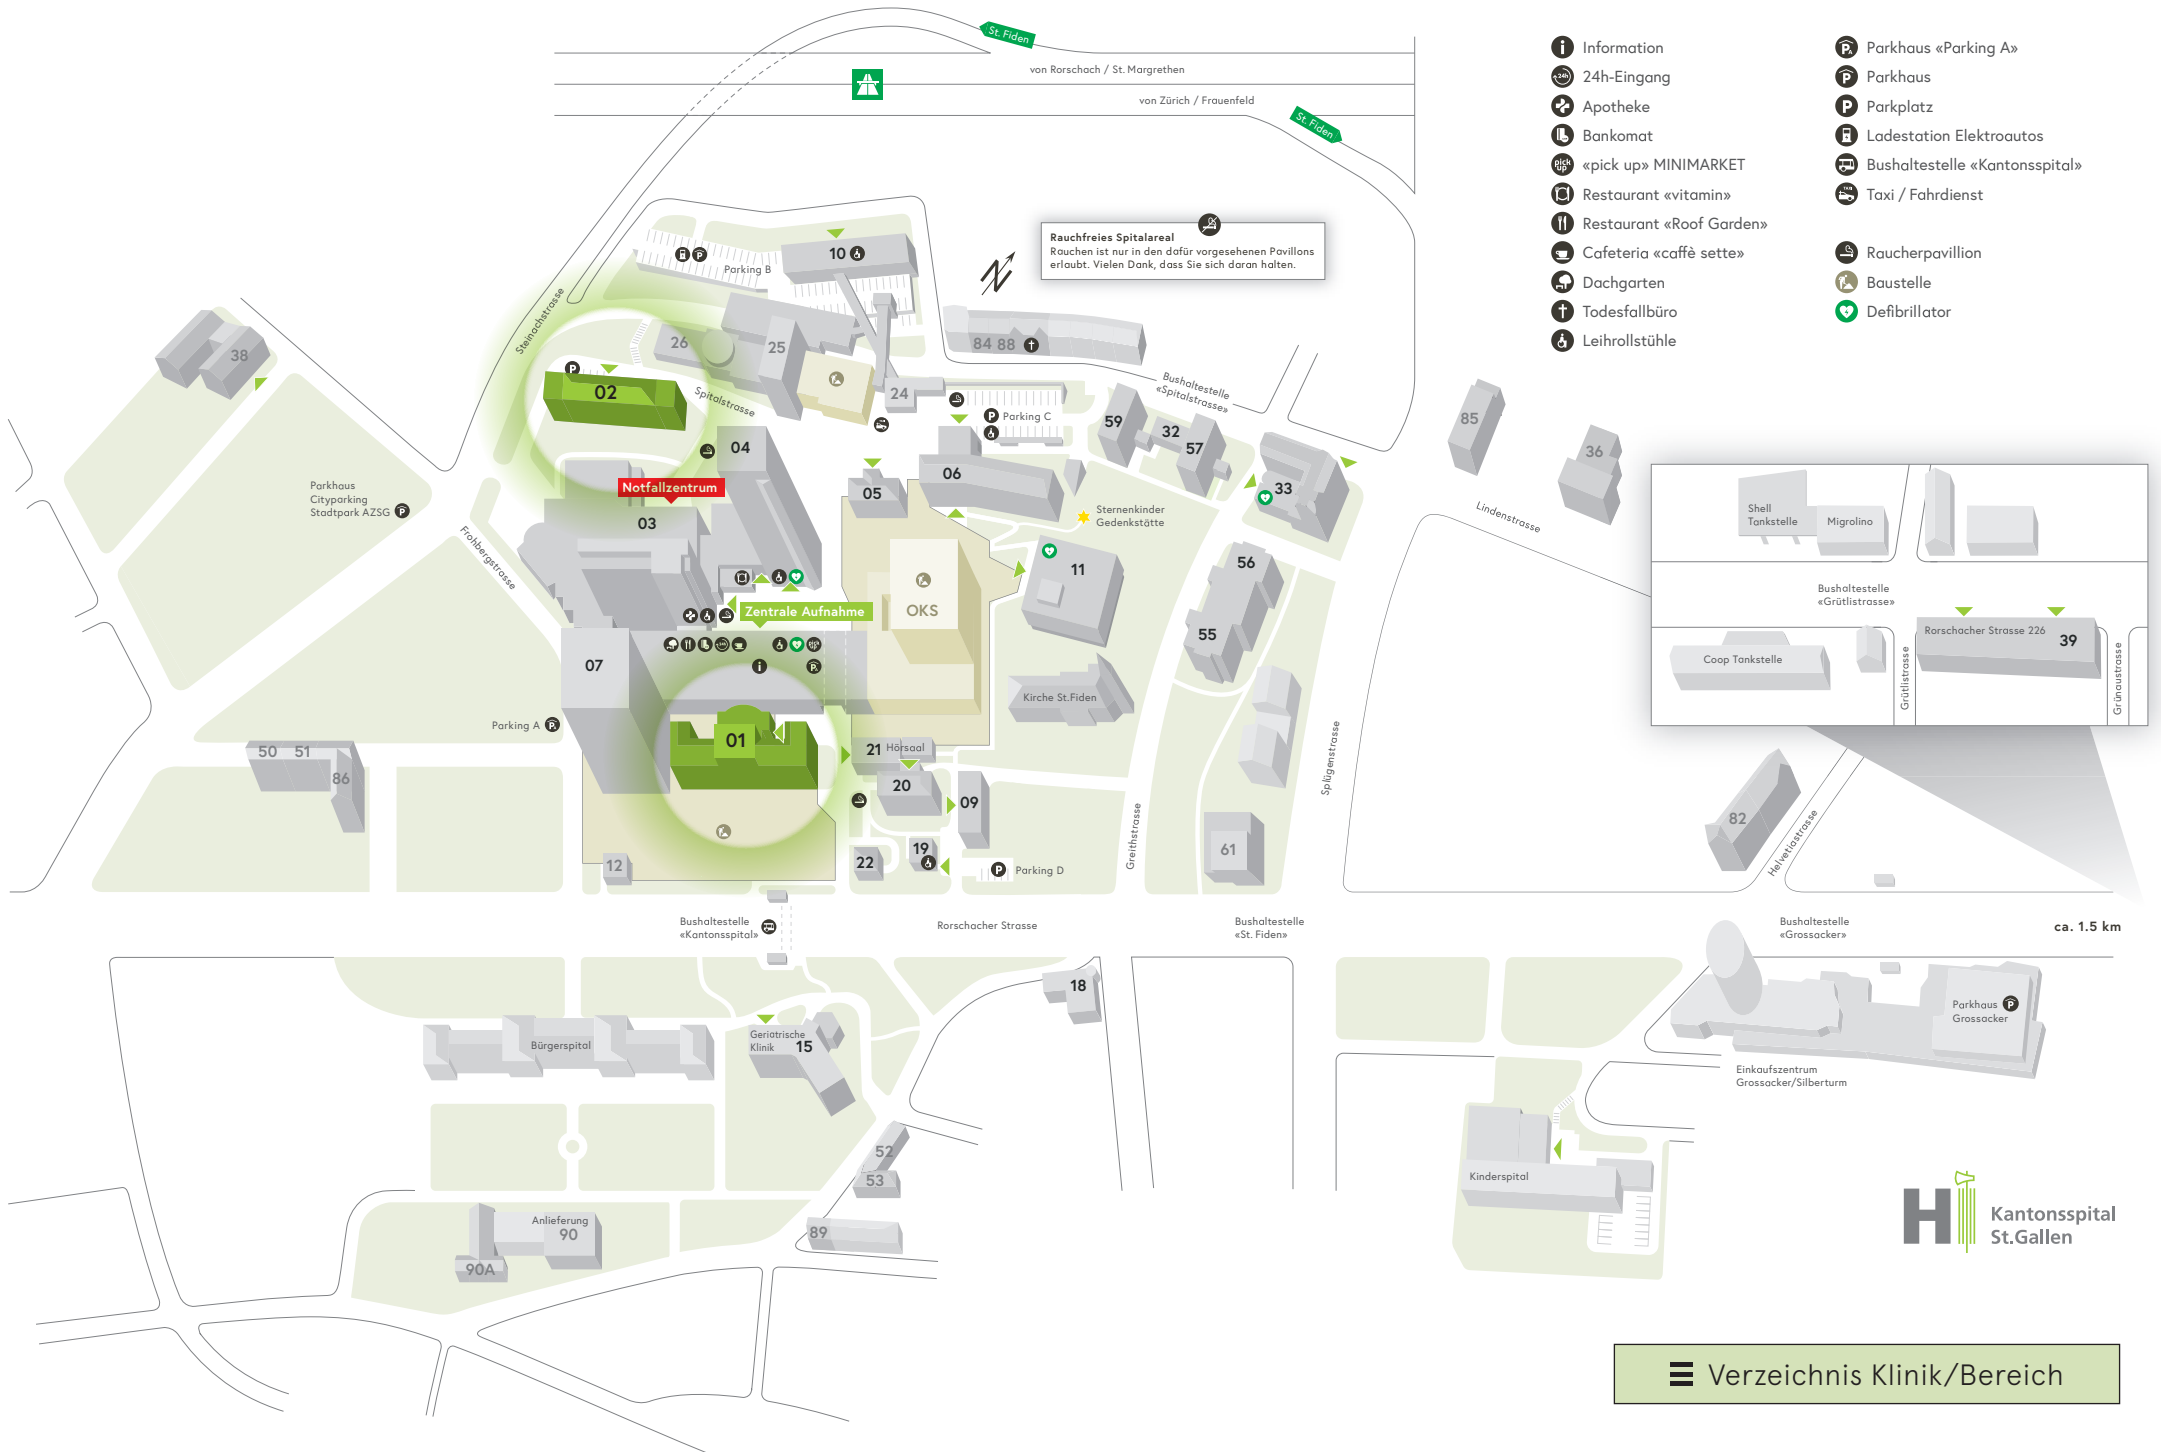 St. Fiden
von Rorschach / St. Margrethen
von Zürich / Frauenfeld
St. Fiden
Information
24h-Eingang
Apotheke
Bankomat
«pick up» MINIMARKET
Restaurant «vitamin»
Restaurant «Roof Garden»
Cafeteria «caffè sette»
Dachgarten
Todesfallbüro
Leihrollstühle
Parkhaus «Parking A»
Parkhaus
Parkplatz
Ladestation Elektroautos
Bushaltestelle «Kantonsspital»
Taxi / Fahrdienst
Raucherpavillion
Baustelle
Defibrillator
Rauchfreies Spitalareal
Rauchen ist nur in den dafür vorgesehenen Pavillons
erlaubt. Vielen Dank, dass Sie sich daran halten.
N
10
Parking B
Steinachstrasse
38
26
25
84 88
02
Spitalstrasse
24
Bushaltestelle
«Spitalstrasse»
Parking C
59
32
57
85
36
04
06
05
33
Parkhaus
Cityparking
Stadtpark AZSG
Notfallzentrum
03
Frohbergstrasse
Sternenkinder
Gedenkstätte
Lindenstrasse
Shell
Tankstelle
Migrolino
11
56
OKS
Zentrale Aufnahme
Bushaltestelle
«Grütlistrasse»
55
07
Rorschacher Strasse 226
39
Coop Tankstelle
Grütlistrasse
Grünaustrasse
Kirche St.Fiden
Parking A
01
21 Hörsaal
50 51
86
20
09
Splügenstrasse
Greithstrasse
82
Helvetiastrasse
12
22
19
Parking D
61
Bushaltestelle
«Kantonsspital»
Rorschacher Strasse
Bushaltestelle
«St. Fiden»
Bushaltestelle
«Grossacker»
ca. 1.5 km
18
Parkhaus
Grossacker
Bürgerspital
Geriatrische
Klinik
15
Einkaufszentrum
Grossacker/Silberturm
52
53
Kinderspital
Anlieferung
90
90A
89
Kantonsspital
St.Gallen
Verzeichnis Klinik/Bereich